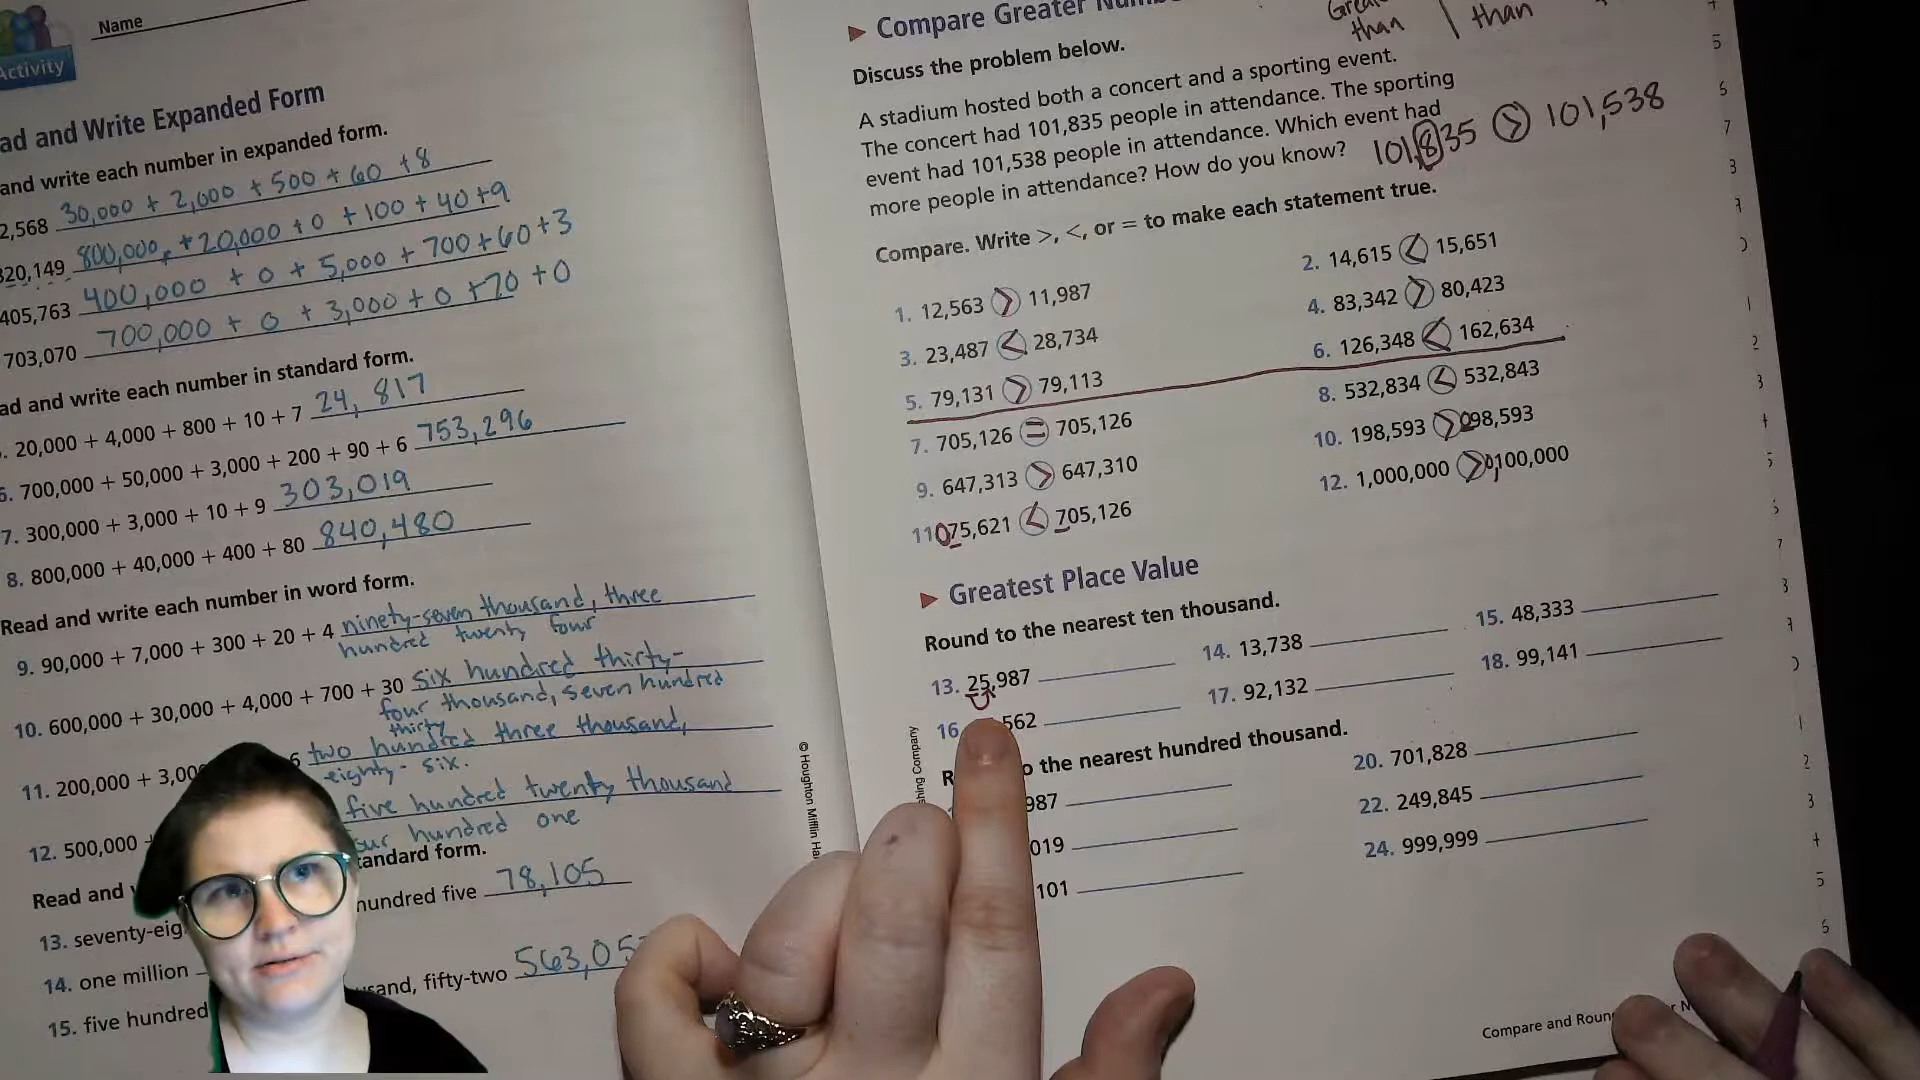 Name
Activity
ad and Write Expanded Form
and write each number in expanded form.
2,568 30,000 + 2,000 + 500 + 60 + 8
320,149 800,000, + 20,000 + 0 + 100 + 40 + 9
405,763 400,000 + 0 + 5,000 + 700 + 60 + 3
703,070 700,000 + 0 + 3,000 + 0 + 70 + 0
ad and write each number in standard form.
. 20,000 + 4,000 + 800 + 10 + 7 24, 817
6. 700,000 + 50,000 + 3,000 + 200 + 90 + 6 753,296
7. 300,000 + 3,000 + 10 + 9 303,019
8. 800,000 + 40,000 + 400 + 80 840,480
Read and write each number in word form.
9. 90,000 + 7,000 + 300 + 20 + 4 ninety-seven thousand, three
hundred twenty four
10. 600,000 + 30,000 + 4,000 + 700 + 30 six hundred thirty-
four thousand, seven hundred
thirty
11. 200,000 + 3,00 6 two hundred three thousand,
eighty-six.
12. 500,000 + five hundred twenty thousand
our hundred one
Read and tandard form.
13. seventy-eig hundred five 78,105
14. one million
15. five hundred usand, fifty-two 563,05
© Houghton Mifflin Ha
Compare Greater Num
than
than
Discuss the problem below.
A stadium hosted both a concert and a sporting event.
The concert had 101,835 people in attendance. The sporting
event had 101,538 people in attendance. Which event had
more people in attendance? How do you know?
101,835 > 101,538
Compare. Write >, <, or = to make each statement true.
1. 12,563 > 11,987
2. 14,615 < 15,651
3. 23,487 < 28,734
4. 83,342 > 80,423
5. 79,131 > 79,113
6. 126,348 < 162,634
7. 705,126 = 705,126
8. 532,834 < 532,843
9. 647,313 > 647,310
10. 198,593 > 098,593
11 075,621 < 705,126
12. 1,000,000 > 0,100,000
Greatest Place Value
Round to the nearest ten thousand.
13. 25,987
14. 13,738
15. 48,333
16 562
17. 92,132
18. 99,141
R o the nearest hundred thousand.
987
20. 701,828
019
22. 249,845
101
24. 999,999
shing Company
Compare and Roun